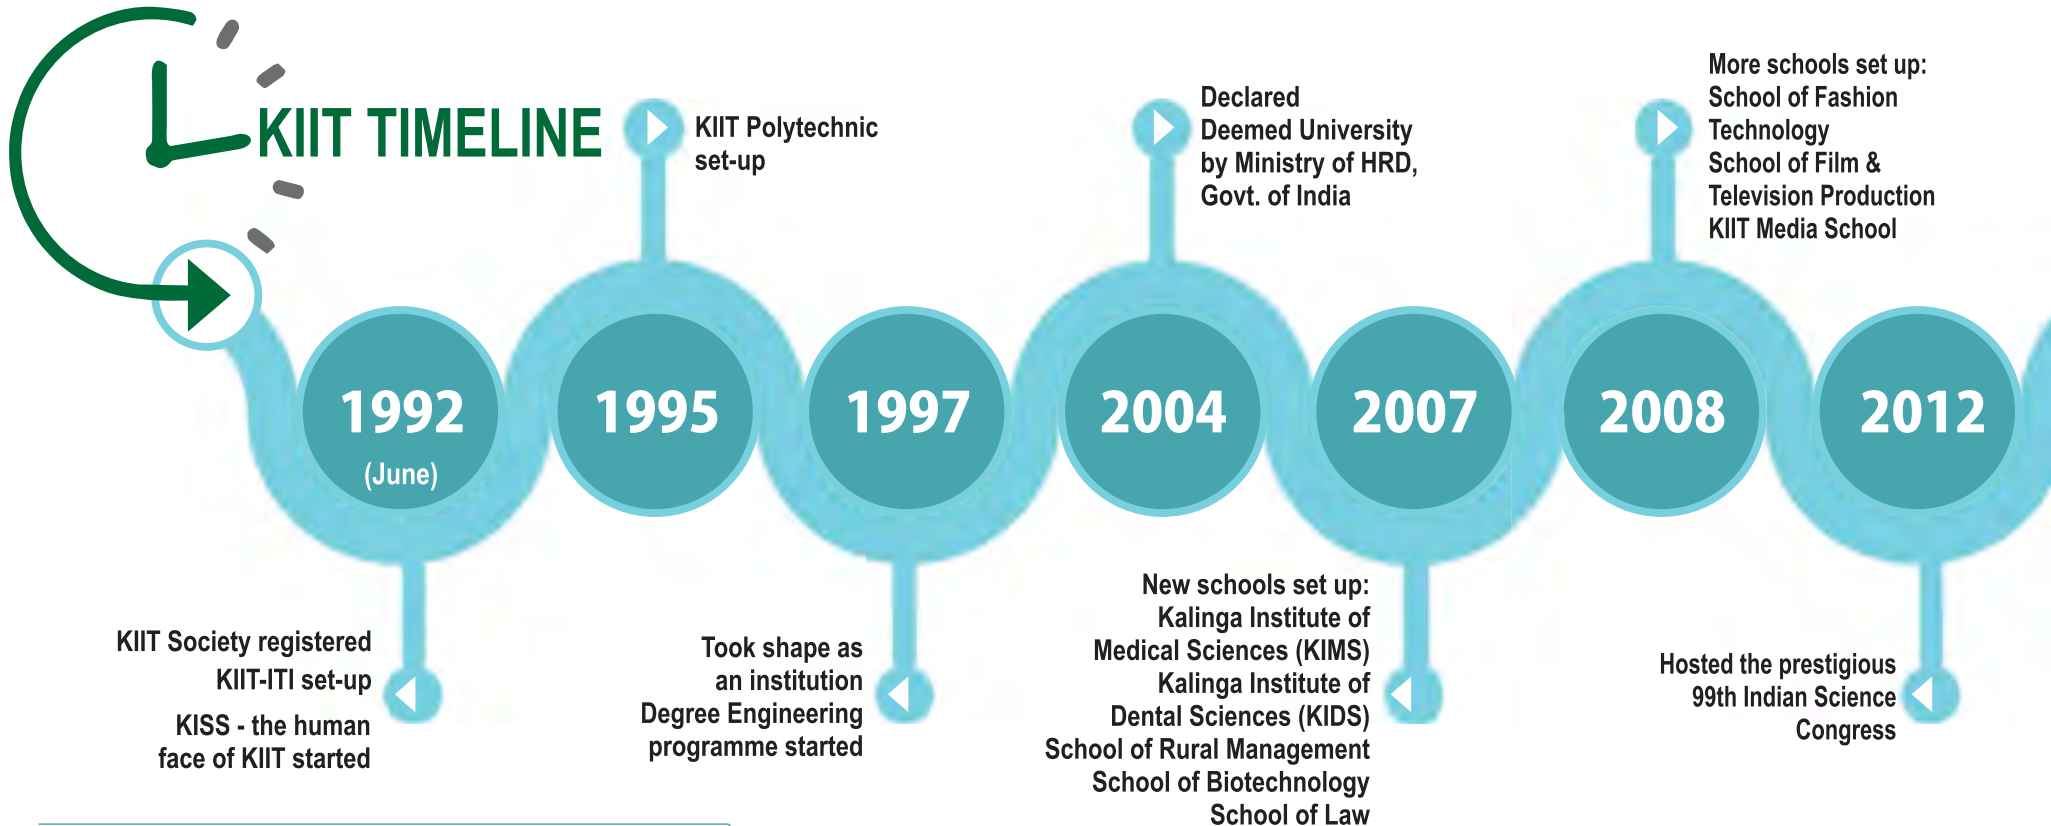 KIIT TIMELINE
1992
(June)
KIIT Society registered
KIIT-ITI set-up
KISS - the human
face of KIIT started
1995
KIIT Polytechnic
set-up
1997
Took shape as
an institution
Degree Engineering
programme started
2004
Declared
Deemed University
by Ministry of HRD,
Govt. of India
2007
New schools set up:
Kalinga Institute of
Medical Sciences (KIMS)
Kalinga Institute of
Dental Sciences (KIDS)
School of Rural Management
School of Biotechnology
School of Law
2008
More schools set up:
School of Fashion
Technology
School of Film &
Television Production
KIIT Media School
2012
Hosted the prestigious
99th Indian Science
Congress